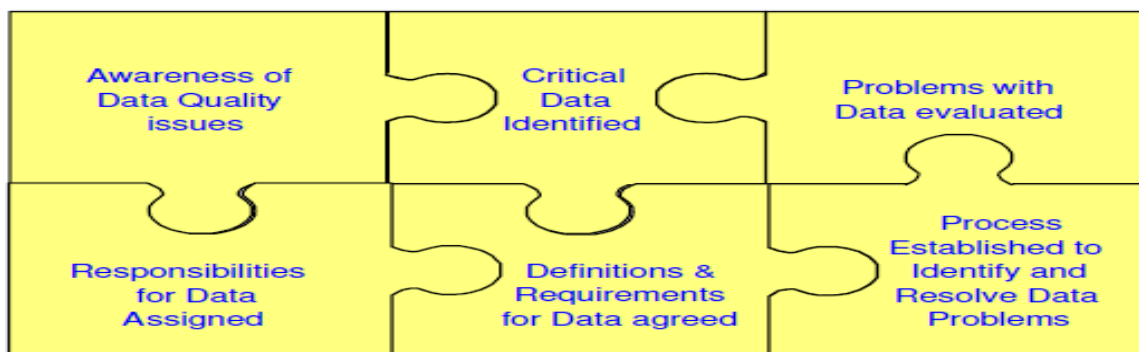 Awareness of
Data Quality
issues
Critical
Data
Identified
Problems with
Data evaluated
Responsibilities
for Data
Assigned
Definitions &
Requirements
for Data agreed
Process
Established to
Identify and
Resolve Data
Problems